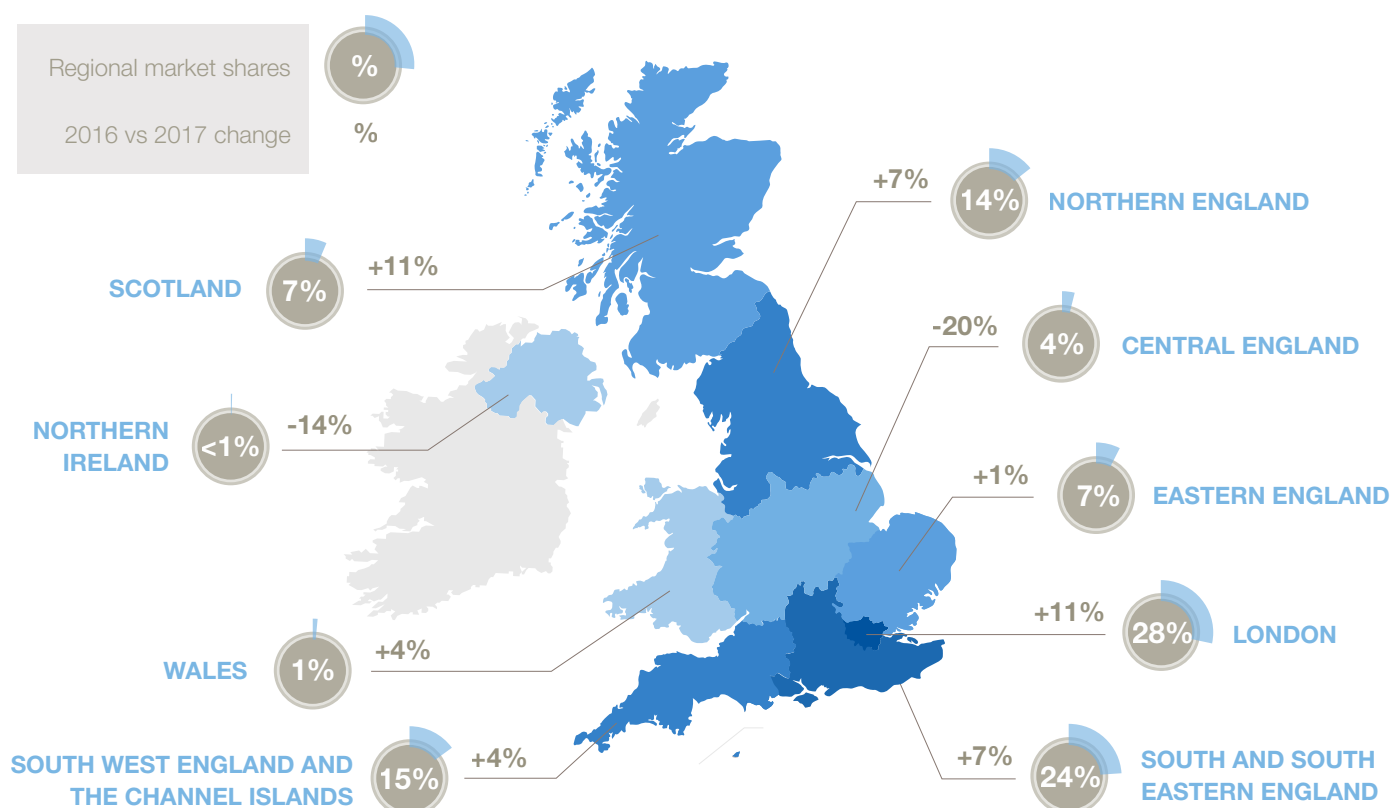 Regional market shares
%
2016 vs 2017 change
%
+7%
14%
NORTHERN ENGLAND
SCOTLAND
7%
+11%
-20%
4%
CENTRAL ENGLAND
NORTHERN
IRELAND
<1%
-14%
+1%
7%
EASTERN ENGLAND
+11%
28%
LONDON
WALES
1%
+4%
SOUTH WEST ENGLAND AND
THE CHANNEL ISLANDS
15%
+4%
+7%
24%
SOUTH AND SOUTH
EASTERN ENGLAND